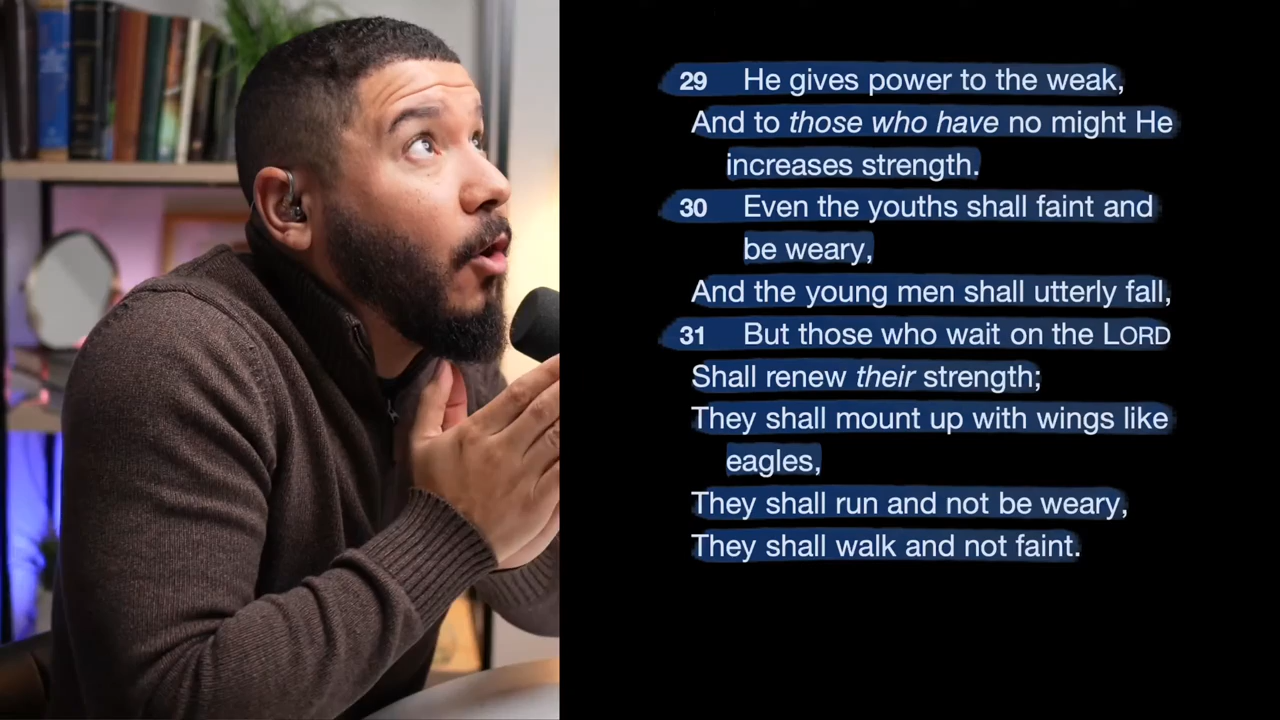 29 He gives power to the weak,
And to those who have no might He
increases strength.
30 Even the youths shall faint and
be weary,
And the young men shall utterly fall,
31 But those who wait on the LORD
Shall renew their strength;
They shall mount up with wings like
eagles,
They shall run and not be weary,
They shall walk and not faint.